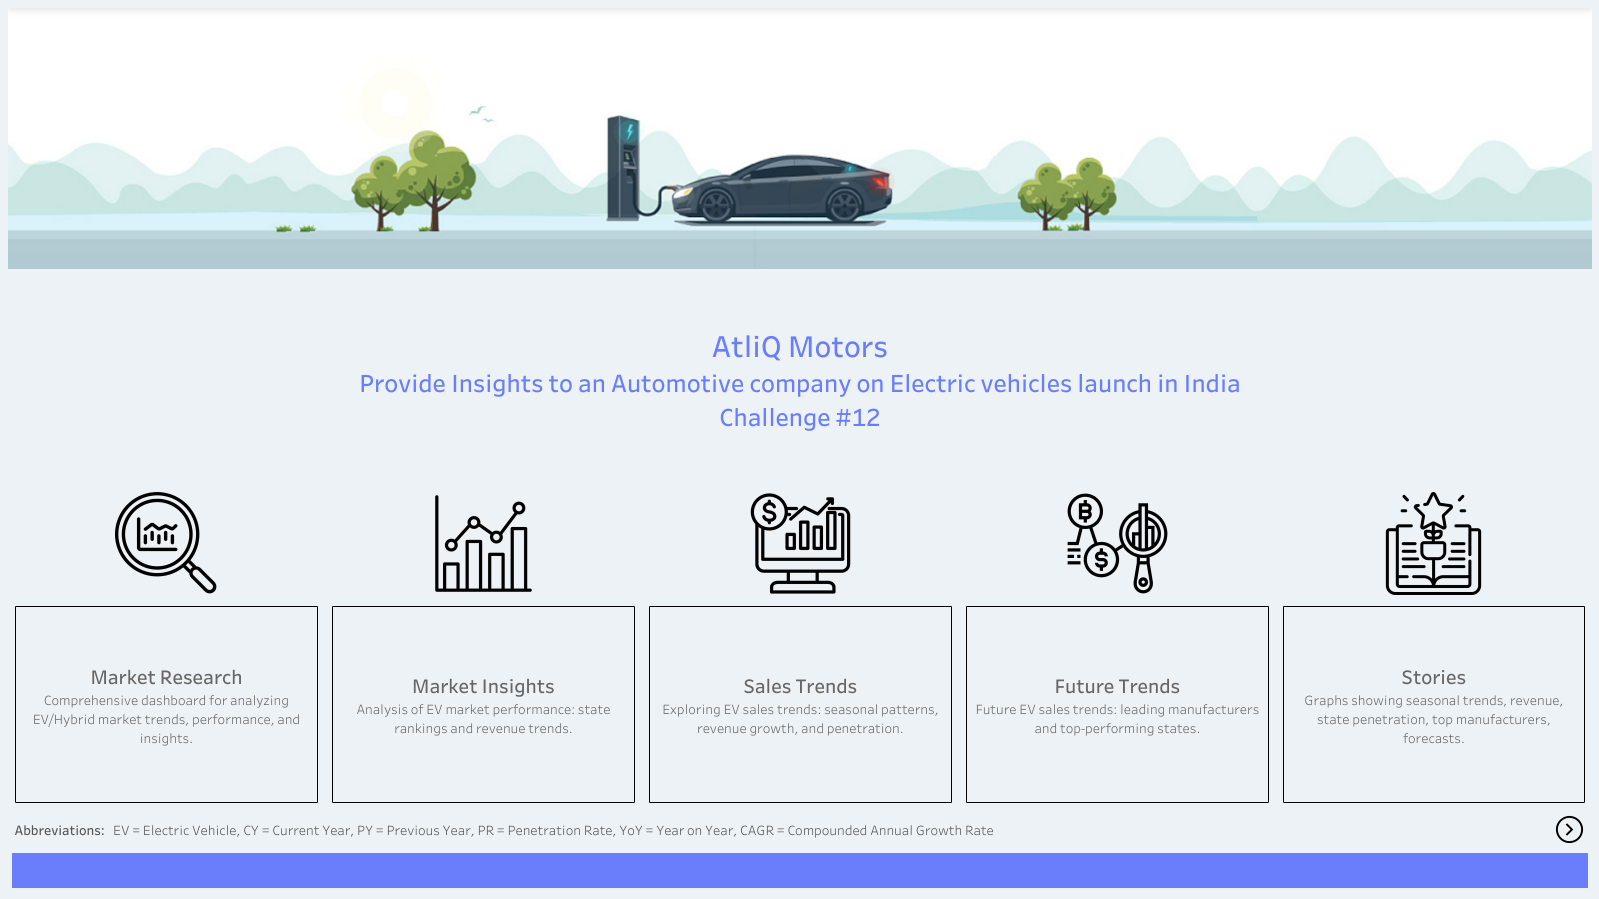 AtliQ Motors
Provide Insights to an Automotive company on Electric vehicles launch in India
Challenge #12
Market Research
Comprehensive dashboard for analyzing
EV/Hybrid market trends, performance, and
insights.
Market Insights
Analysis of EV market performance: state
rankings and revenue trends.
Sales Trends
Exploring EV sales trends: seasonal patterns,
revenue growth, and penetration.
Future Trends
Future EV sales trends: leading manufacturers
and top-performing states.
Stories
Graphs showing seasonal trends, revenue,
state penetration, top manufacturers,
forecasts.
Abbreviations: EV = Electric Vehicle, CY = Current Year, PY = Previous Year, PR = Penetration Rate, YoY = Year on Year, CAGR = Compounded Annual Growth Rate